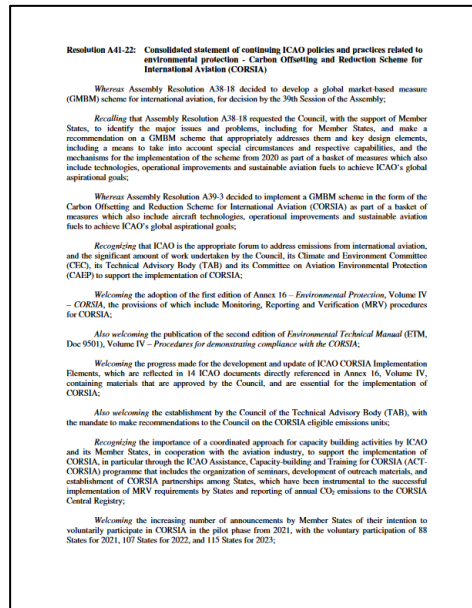 Resolution A41-22: Consolidated statement of continuing ICAO policies and practices related to
environmental protection - Carbon Offsetting and Reduction Scheme for
International Aviation (CORSIA)
Whereas Assembly Resolution A38-18 decided to develop a global market-based measure
(GMBM) scheme for international aviation, for decision by the 39th Session of the Assembly;
Recalling that Assembly Resolution A38-18 requested the Council, with the support of Member
States, to identify the major issues and problems, including for Member States, and make a
recommendation on a GMBM scheme that appropriately addresses them and key design elements,
including a means to take into account special circumstances and respective capabilities, and the
mechanisms for the implementation of the scheme from 2020 as part of a basket of measures which also
include technologies, operational improvements and sustainable aviation fuels to achieve ICAO's global
aspirational goals;
Whereas Assembly Resolution A39-3 decided to implement a GMBM scheme in the form of the
Carbon Offsetting and Reduction Scheme for International Aviation (CORSIA) as part of a basket of
measures which also include aircraft technologies, operational improvements and sustainable aviation
fuels to achieve ICAO's global aspirational goals;
Recognizing that ICAO is the appropriate forum to address emissions from international aviation,
and the significant amount of work undertaken by the Council, its Climate and Environment Committee
(CEC), its Technical Advisory Body (TAB) and its Committee on Aviation Environmental Protection
(CAEP) to support the implementation of CORSIA;
Welcoming the adoption of the first edition of Annex 16 – Environmental Protection, Volume IV
– CORSIA, the provisions of which include Monitoring, Reporting and Verification (MRV) procedures
for CORSIA;
Also welcoming the publication of the second edition of Environmental Technical Manual (ETM,
Doc 9501), Volume IV – Procedures for demonstrating compliance with the CORSIA;
Welcoming the progress made for the development and update of ICAO CORSIA Implementation
Elements, which are reflected in 14 ICAO documents directly referenced in Annex 16, Volume IV,
containing materials that are approved by the Council, and are essential for the implementation of
CORSIA;
Also welcoming the establishment by the Council of the Technical Advisory Body (TAB), with
the mandate to make recommendations to the Council on the CORSIA eligible emissions units;
Recognizing the importance of a coordinated approach for capacity building activities by ICAO
and its Member States, in cooperation with the aviation industry, to support the implementation of
CORSIA, in particular through the ICAO Assistance, Capacity-building and Training for CORSIA (ACT-
CORSIA) programme that includes the organization of seminars, development of outreach materials, and
establishment of CORSIA partnerships among States, which have been instrumental to the successful
implementation of MRV requirements by States and reporting of annual CO₂ emissions to the CORSIA
Central Registry;
Welcoming the increasing number of announcements by Member States of their intention to
voluntarily participate in CORSIA in the pilot phase from 2021, with the voluntary participation of 88
States for 2021, 107 States for 2022, and 115 States for 2023;